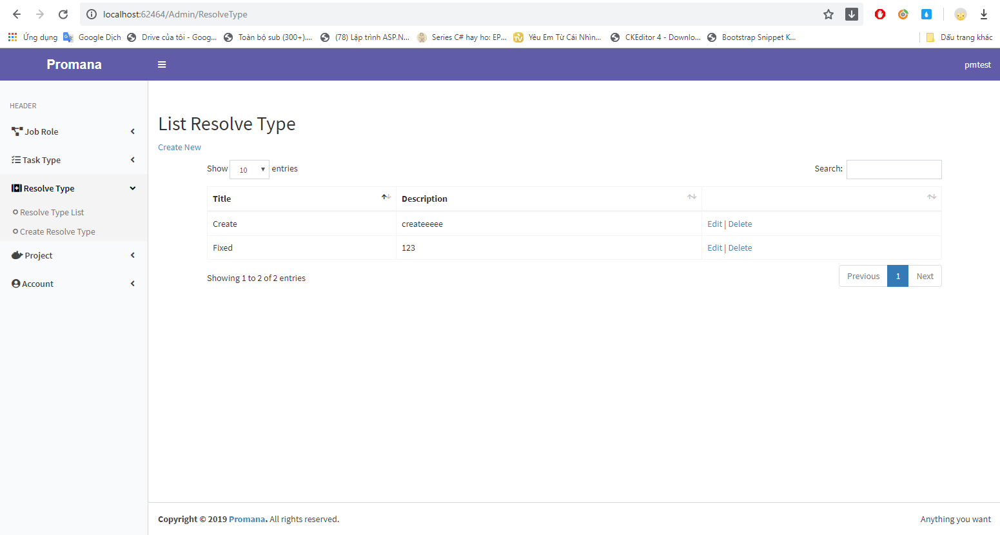 localhost:62464/Admin/ResolveType
Ứng dụng Google Dịch Drive của tôi - Goog... Toàn bộ sub (300+).... (78) Lập trình ASP.N... Series C# hay ho: EP... Yêu Em Từ Cái Nhìn... CKEditor 4 - Downlo... Bootstrap Snippet K... Dấu trang khác
Promana pmtest
HEADER
Job Role
Task Type
Resolve Type
Resolve Type List
Create Resolve Type
Project
Account
List Resolve Type
Create New
Show 10 entries Search:
Title Description
Create createeeee Edit | Delete
Fixed 123 Edit | Delete
Showing 1 to 2 of 2 entries Previous 1 Next
Copyright © 2019 Promana. All rights reserved. Anything you want